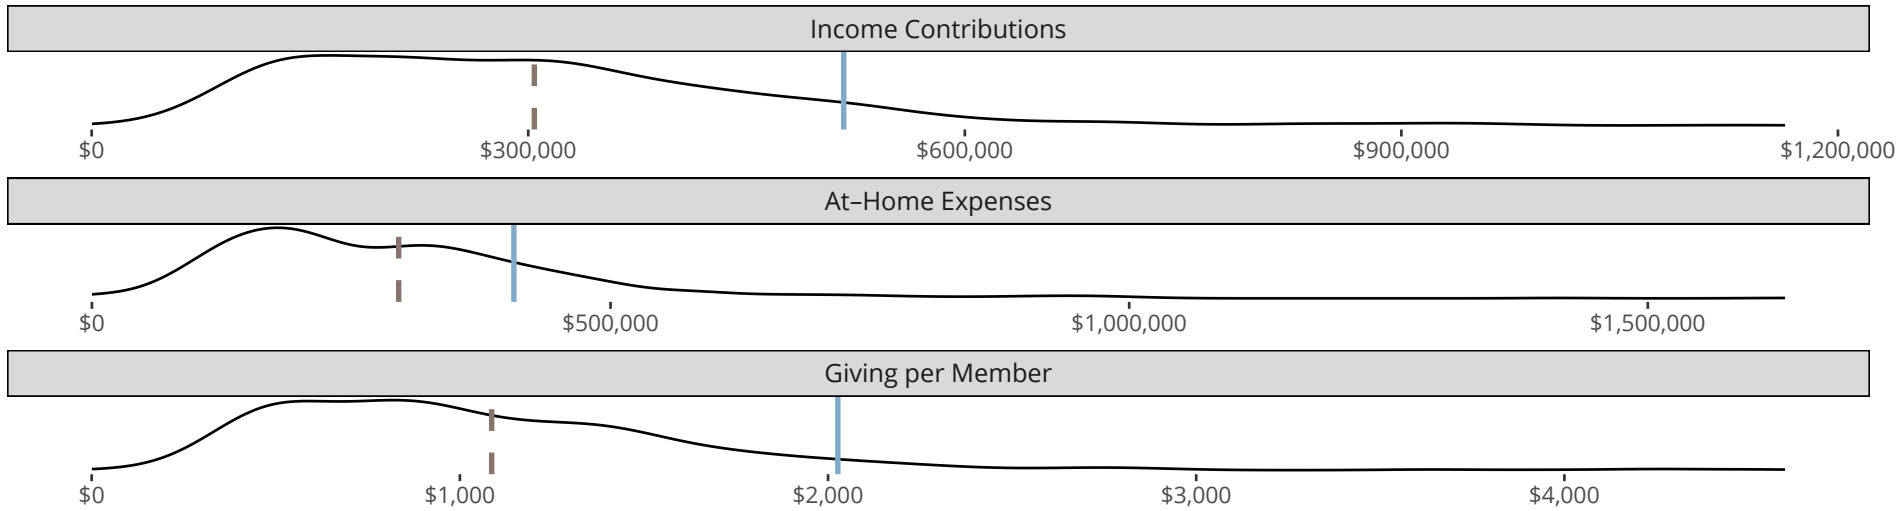 Income Contributions
$0 $300,000 $600,000 $900,000 $1,200,000
At–Home Expenses
$0 $500,000 $1,000,000 $1,500,000
Giving per Member
$0 $1,000 $2,000 $3,000 $4,000